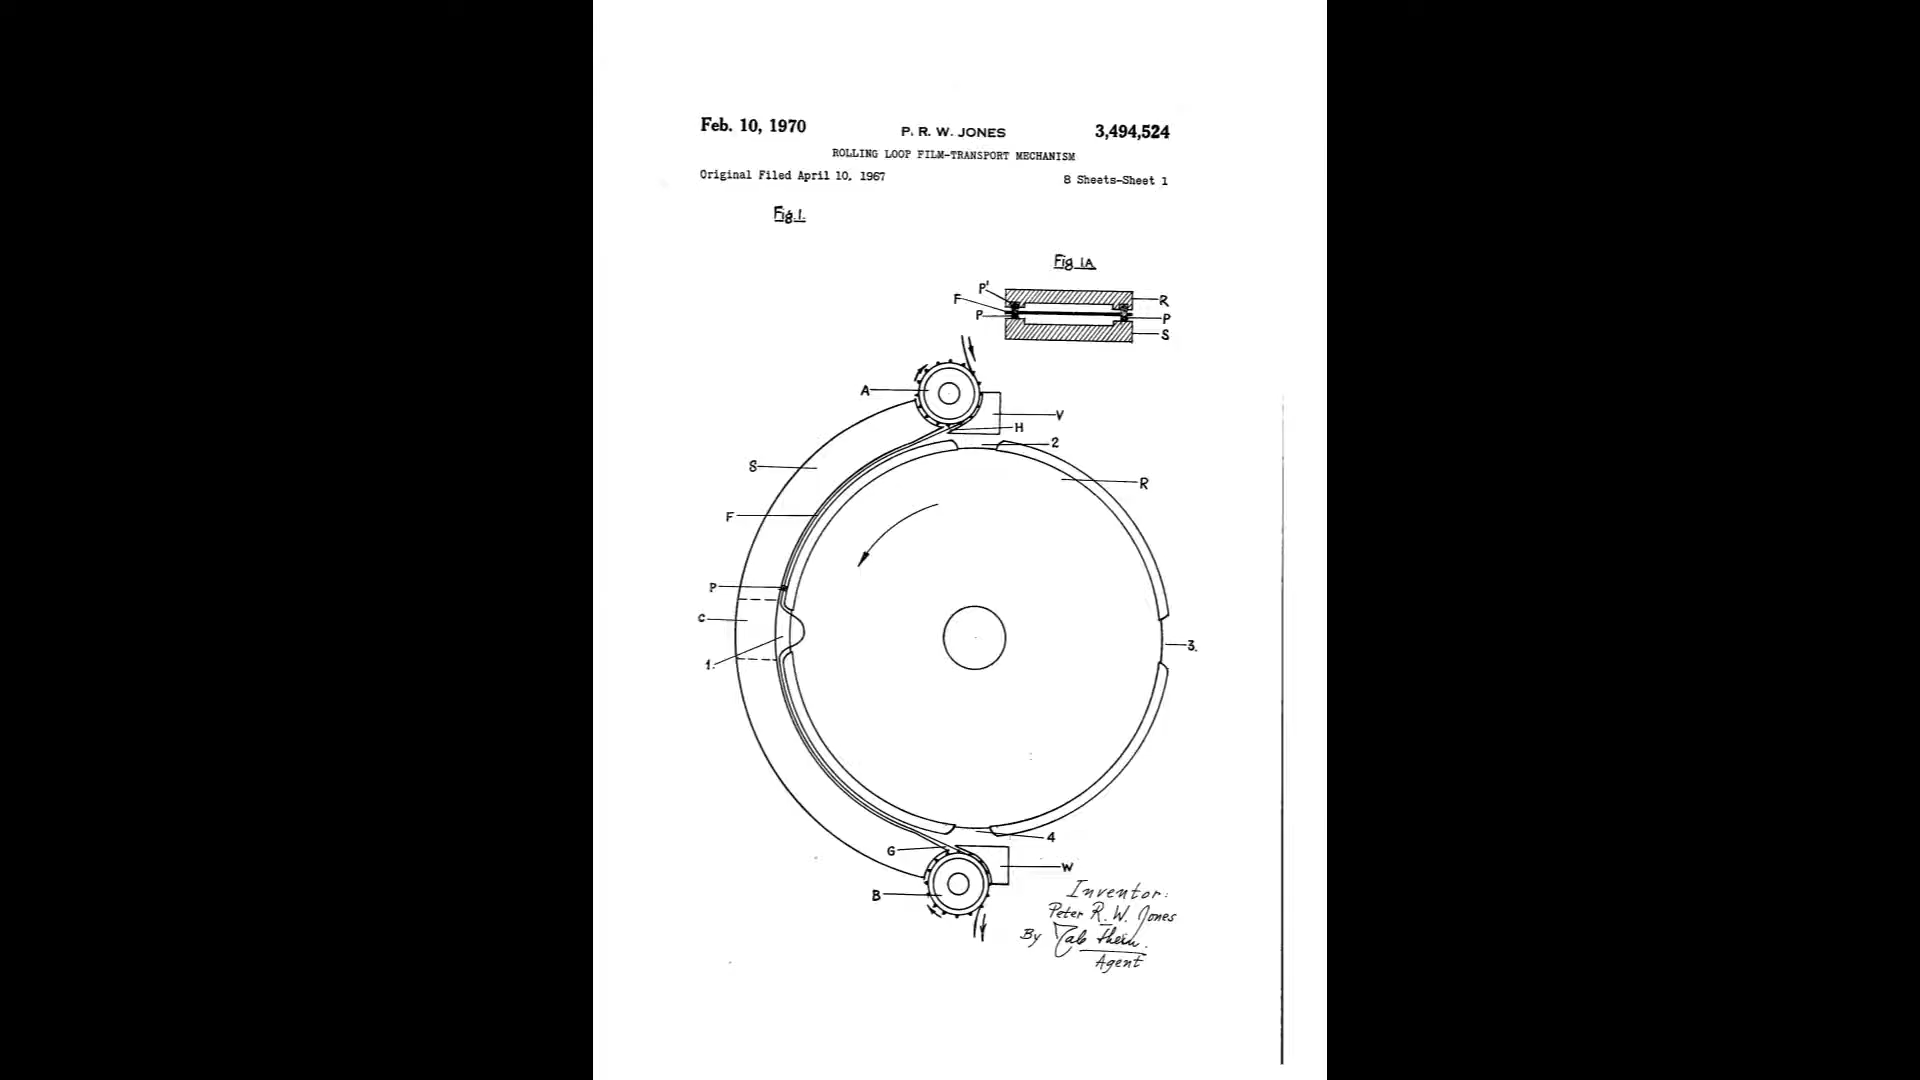 Feb. 10, 1970 P. R. W. JONES 3,494,524
ROLLING LOOP FILM-TRANSPORT MECHANISM
Original Filed April 10, 1967 8 Sheets-Sheet 1
Fig.1.
Fig.1A
P'
F
R
P
P
S
A
V
H
2
S
R
F
P
C
1.
3.
4
G
W
B
Inventor:
Peter R. W. Jones
By
Agent